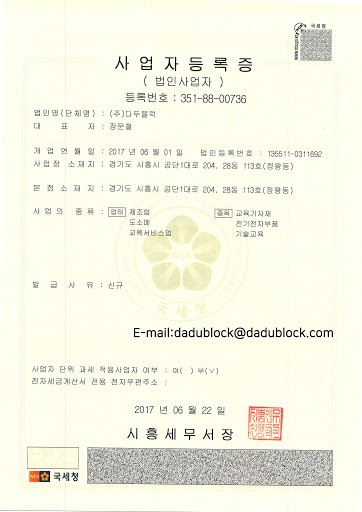 국세청
사업자등록증
( 법인사업자 )
등록번호 : 351-88-00736
법인명(단체명) : (주)다두블럭
대 표 자 : 장문철
개 업 연 월 일 : 2017 년 06 월 01 일 법인등록번호 : 135511-0311692
사업장 소재지 : 경기도 시흥시 공단1대로 204, 28동 113호(정왕동)
본점 소재지 : 경기도 시흥시 공단1대로 204, 28동 113호(정왕동)
사 업 의 종 류 : 업태 제조업 종목 교육기자재
도소매 전기전자부품
교육서비스업 기술교육
NTS
국세청
발 급 사 유 : 신규
E-mail:dadublock@dadublock.com
사업자 단위 과세 적용사업자 여부 : 여( ) 부(∨)
전자세금계산서 전용 전자우편주소 :
2017 년 06 월 22 일
시흥세무서장
NTS 국세청